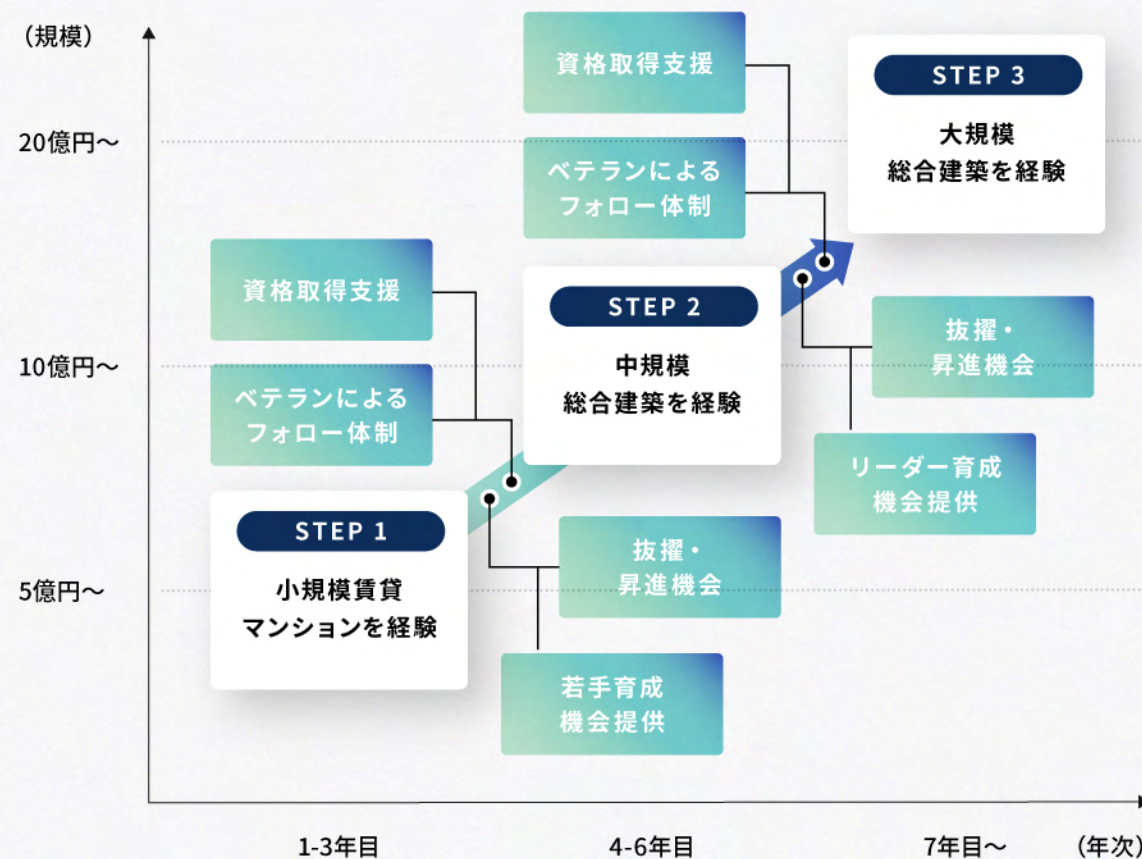 （規模）
20億円〜
10億円〜
5億円〜
資格取得支援
ベテランによる
フォロー体制
STEP 1
小規模賃貸
マンションを経験
抜擢・
昇進機会
若手育成
機会提供
資格取得支援
ベテランによる
フォロー体制
STEP 2
中規模
総合建築を経験
抜擢・
昇進機会
リーダー育成
機会提供
STEP 3
大規模
総合建築を経験
1-3年目
4-6年目
7年目〜
（年次）